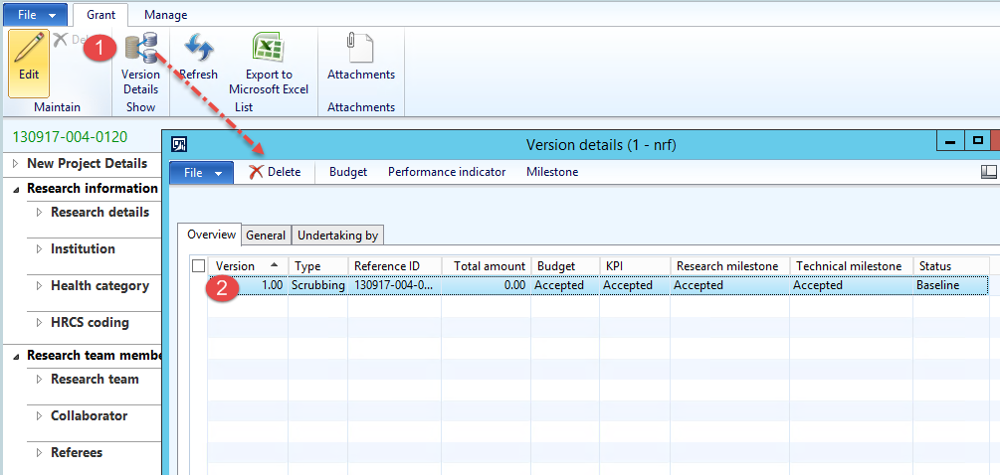 File Grant Manage
De
1
Edit
Version Details
Refresh
Export to Microsoft Excel
Attachments
Maintain Show List Attachments
130917-004-0120
New Project Details
Research information
Research details
Institution
Health category
HRCS coding
Research team membe
Research team
Collaborator
Referees
Version details (1 - nrf)
File Delete Budget Performance indicator Milestone
Overview General Undertaking by
Version Type Reference ID Total amount Budget KPI Research milestone Technical milestone Status
2 1.00 Scrubbing 130917-004-0... 0.00 Accepted Accepted Accepted Accepted Baseline